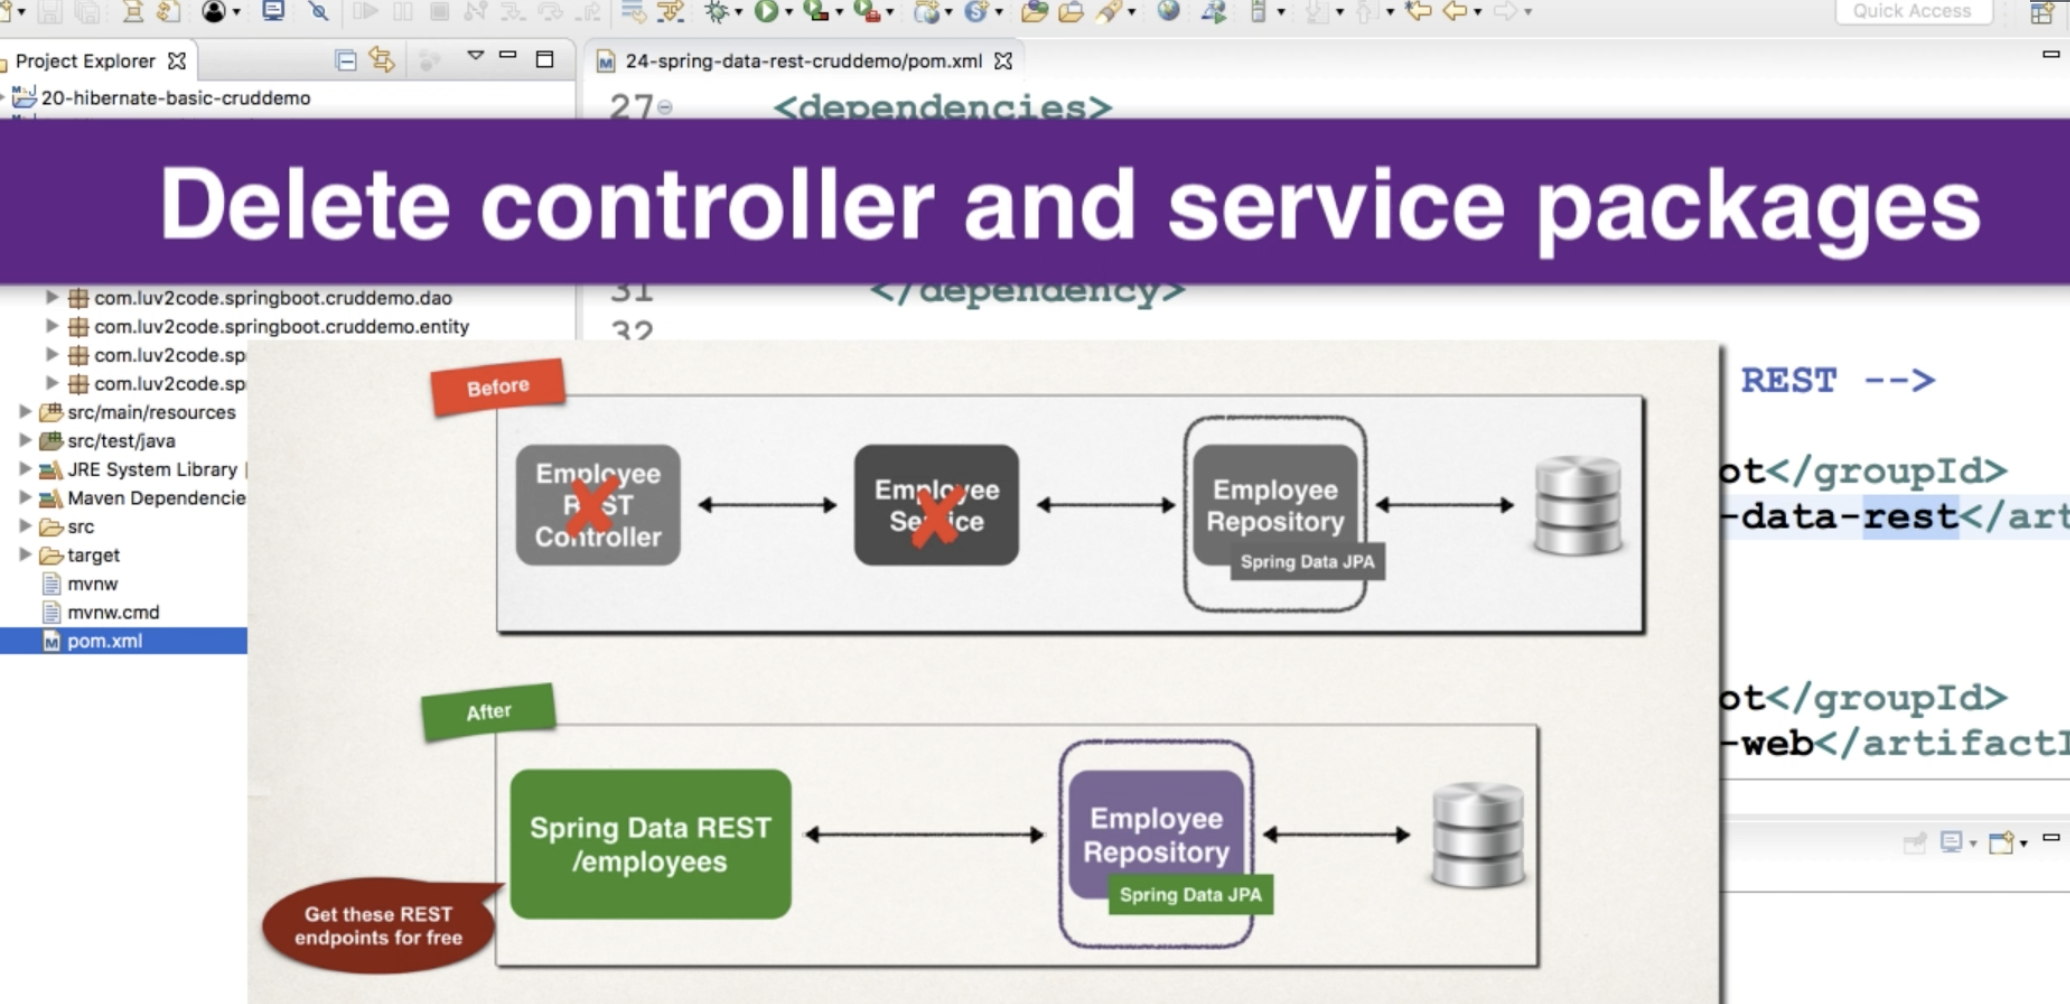 Quick Access
Project Explorer
24-spring-data-rest-cruddemo/pom.xml
20-hibernate-basic-cruddemo
27
<dependencies>
Delete controller and service packages
com.luv2code.springboot.cruddemo.dao
31
</dependency>
com.luv2code.springboot.cruddemo.entity
32
com.luv2code.sp
com.luv2code.sp
src/main/resources
src/test/java
JRE System Library
Maven Dependencie
src
target
mvnw
mvnw.cmd
pom.xml
Before
Employee
REST
Controller
Employee
Service
Employee
Repository
Spring Data JPA
REST -->
ot</groupId>
-data-rest</art
After
Spring Data REST
/employees
Employee
Repository
Spring Data JPA
Get these REST
endpoints for free
ot</groupId>
-web</artifactI